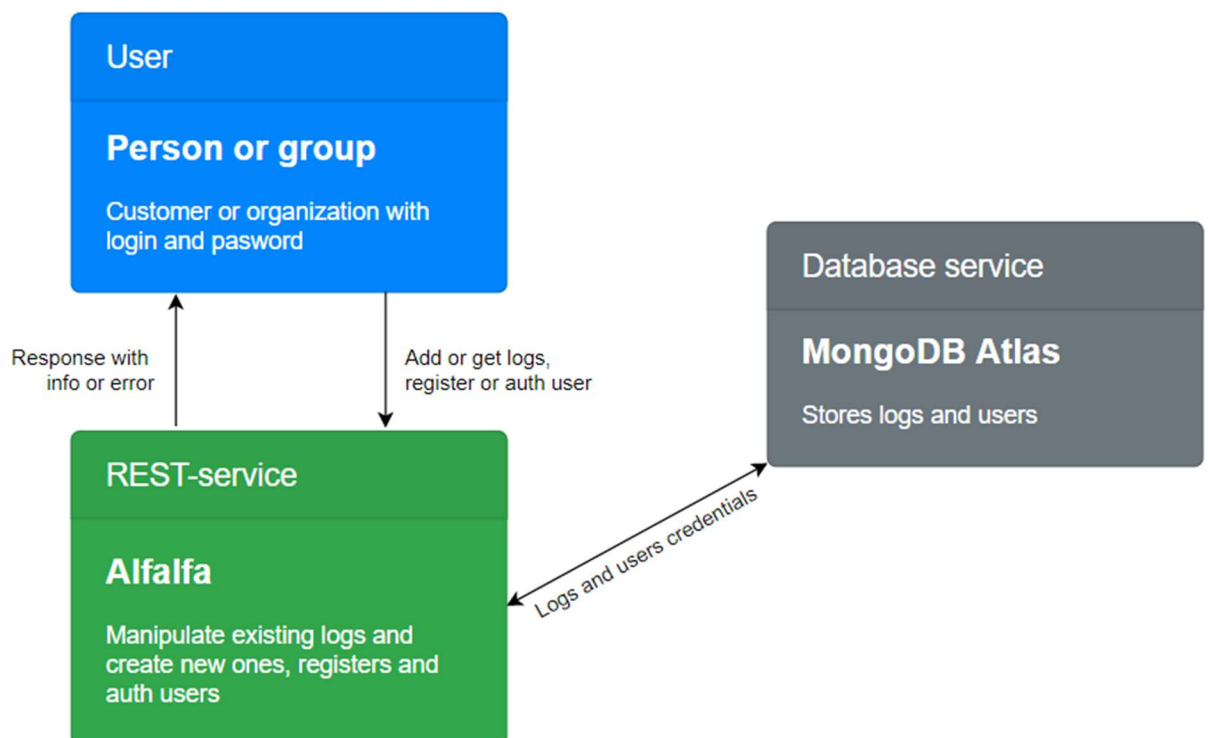 User
Person or group
Customer or organization with
login and pasword
Response with
info or error
Add or get logs,
register or auth user
REST-service
Alfalfa
Manipulate existing logs and
create new ones, registers and
auth users
Logs and users credentials
Database service
MongoDB Atlas
Stores logs and users